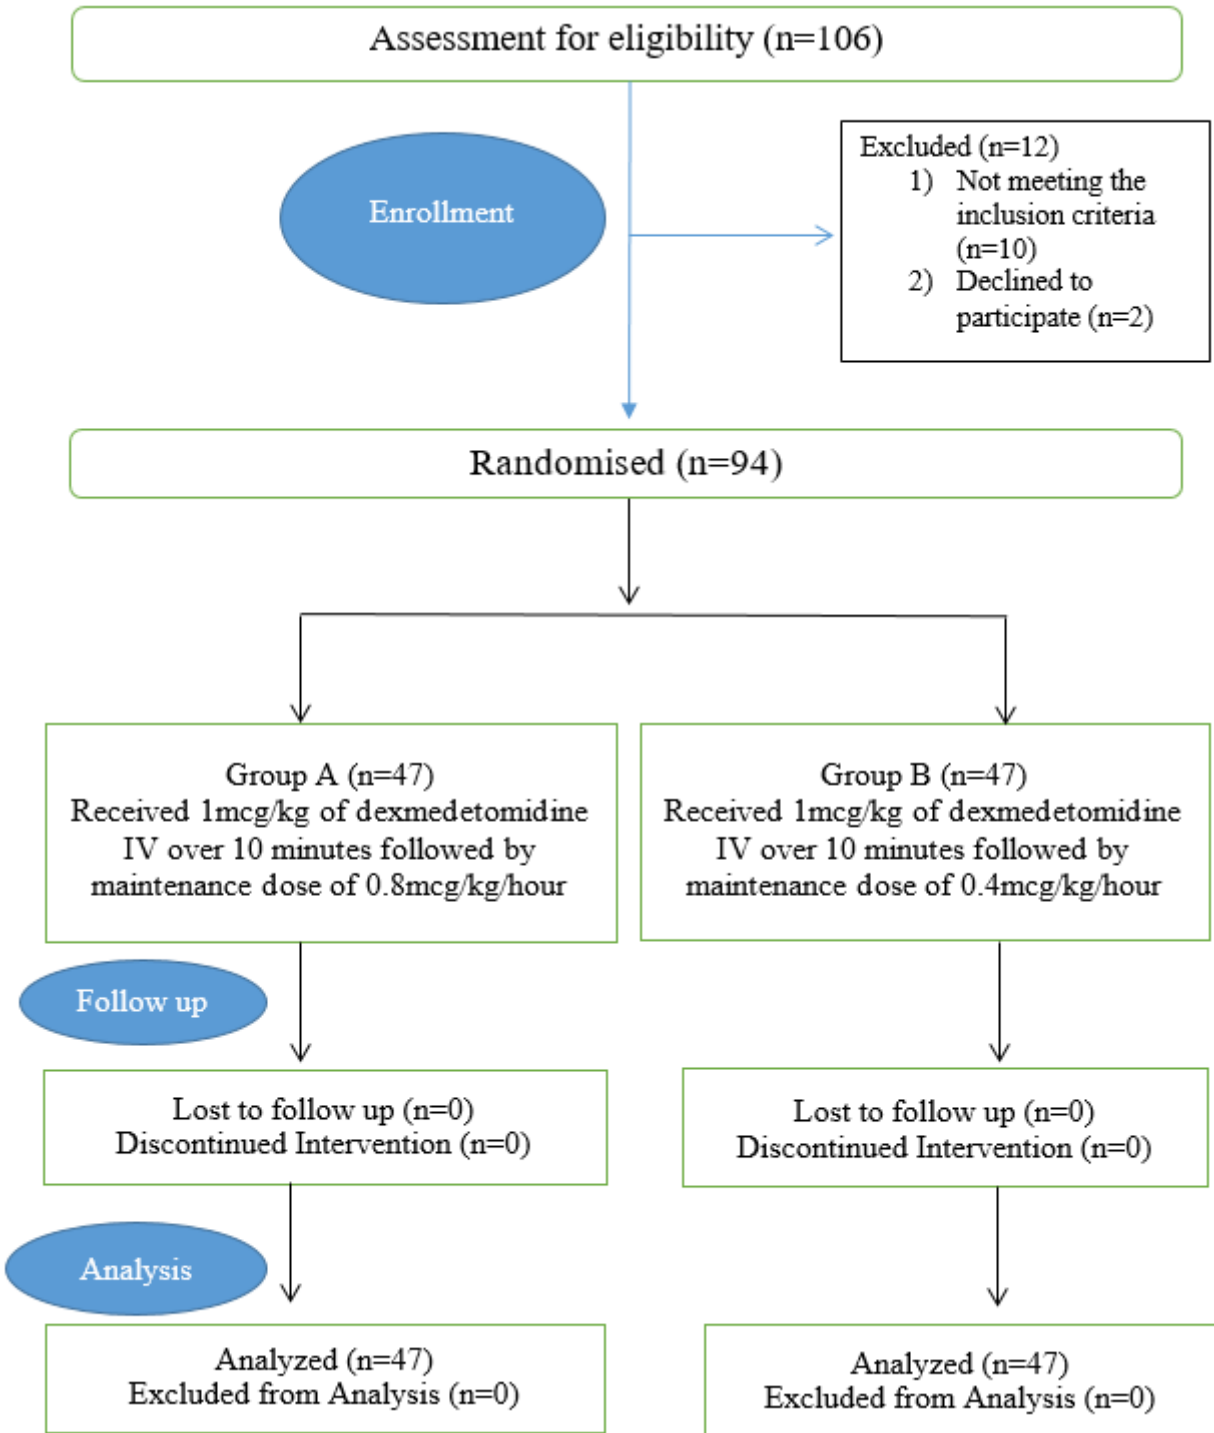 Assessment for eligibility (n=106)
Enrollment
Excluded (n=12)
1) Not meeting the
inclusion criteria
(n=10)
2) Declined to
participate (n=2)
Randomised (n=94)
Group A (n=47)
Received 1mcg/kg of dexmedetomidine
IV over 10 minutes followed by
maintenance dose of 0.8mcg/kg/hour
Group B (n=47)
Received 1mcg/kg of dexmedetomidine
IV over 10 minutes followed by
maintenance dose of 0.4mcg/kg/hour
Follow up
Lost to follow up (n=0)
Discontinued Intervention (n=0)
Lost to follow up (n=0)
Discontinued Intervention (n=0)
Analysis
Analyzed (n=47)
Excluded from Analysis (n=0)
Analyzed (n=47)
Excluded from Analysis (n=0)